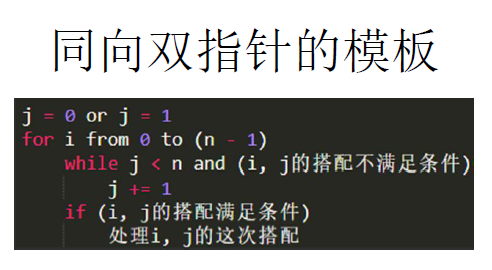 同向双指针的模板
j = 0 or j = 1
for i from 0 to (n - 1)
    while j < n and (i, j的搭配不满足条件)
        j += 1
    if (i, j的搭配满足条件)
        处理i, j的这次搭配